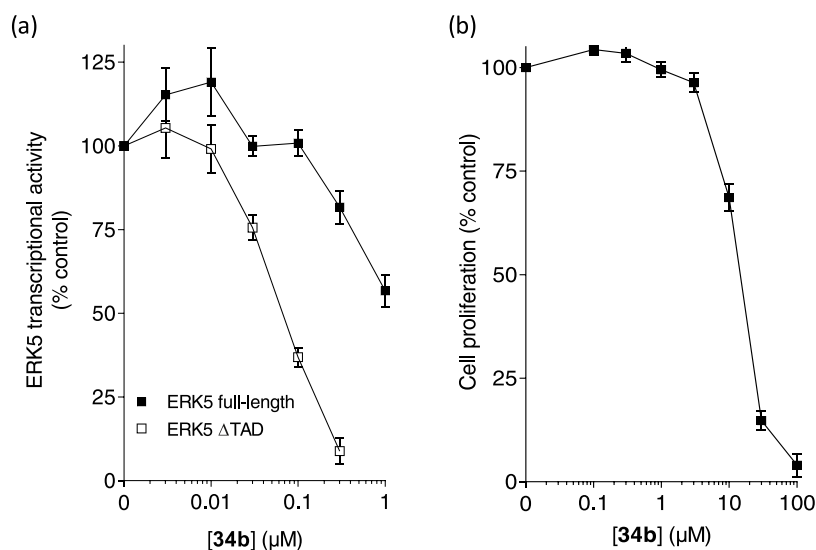 (a)
125
100
75
50
25
0
ERK5 transcriptional activity
(% control)
ERK5 full-length
ERK5 ΔTAD
0
0.01
0.1
1
[34b] (µM)
(b)
100
75
50
25
0
Cell proliferation (% control)
0
0.1
1
10
100
[34b] (µM)